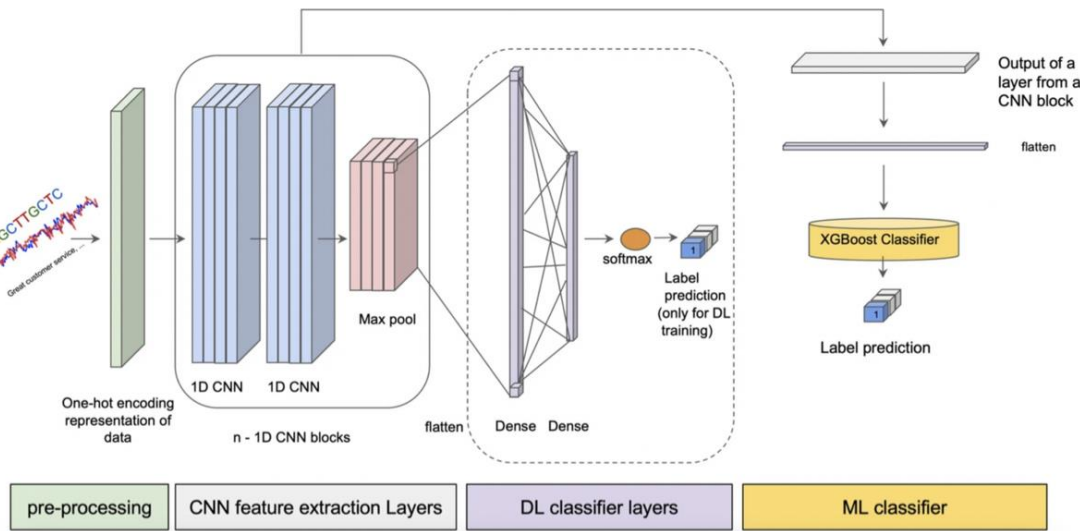 GCTTGCTC
Great customer service, ...
One-hot encoding
representation of
data
1D CNN
1D CNN
Max pool
n - 1D CNN blocks
flatten
Dense
Dense
softmax
1
Label
prediction
(only for DL
training)
Output of a
layer from a
CNN block
flatten
XGBoost Classifier
1
Label prediction
pre-processing
CNN feature extraction Layers
DL classifier layers
ML classifier